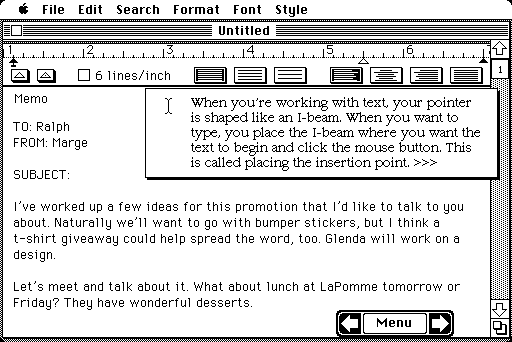 File Edit Search Format Font Style
Untitled
1 2 3 4 5 6 7
6 lines/inch
1
Memo
When you're working with text, your pointer
is shaped like an I-beam. When you want to
type, you place the I-beam where you want the
text to begin and click the mouse button. This
is called placing the insertion point. >>>
TO: Ralph
FROM: Marge
SUBJECT:
I've worked up a few ideas for this promotion that I'd like to talk to you
about. Naturally we'll want to go with bumper stickers, but I think a
t-shirt giveaway could help spread the word, too. Glenda will work on a
design.
Let's meet and talk about it. What about lunch at LaPomme tomorrow or
Friday? They have wonderful desserts.
Menu